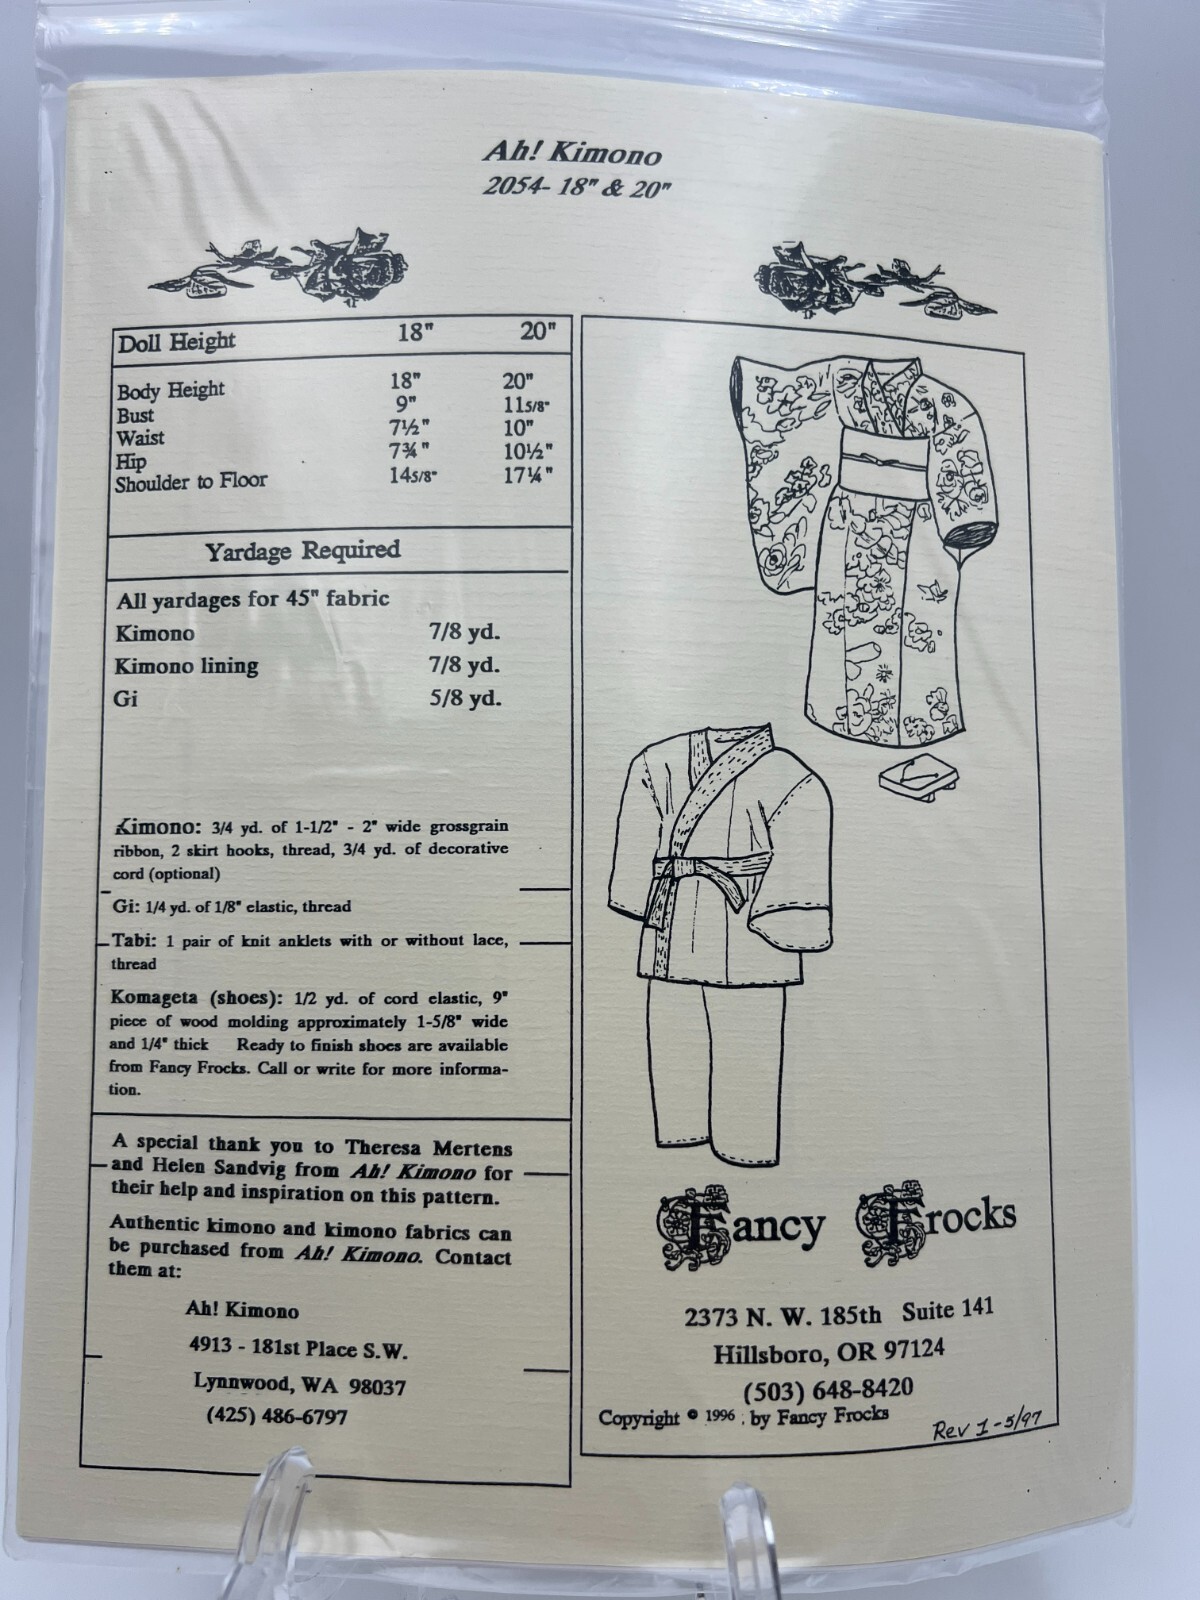 Ah! Kimono
2054- 18" & 20"
Doll Height 18" 20"
Body Height 18" 20"
Bust 9" 11 5/8"
Waist 7½" 10"
Hip 7¾" 10½"
Shoulder to Floor 14 5/8" 17¼"
Yardage Required
All yardages for 45" fabric
Kimono 7/8 yd.
Kimono lining 7/8 yd.
Gi 5/8 yd.
Kimono: 3/4 yd. of 1-1/2" - 2" wide grossgrain
ribbon, 2 skirt hooks, thread, 3/4 yd. of decorative
cord (optional)
Gi: 1/4 yd. of 1/8" elastic, thread
Tabi: 1 pair of knit anklets with or without lace,
thread
Komageta (shoes): 1/2 yd. of cord elastic, 9"
piece of wood molding approximately 1-5/8" wide
and 1/4" thick Ready to finish shoes are available
from Fancy Frocks. Call or write for more informa-
tion.
A special thank you to Theresa Mertens
and Helen Sandvig from Ah! Kimono for
their help and inspiration on this pattern.
Authentic kimono and kimono fabrics can
be purchased from Ah! Kimono. Contact
them at:
Ah! Kimono
4913 - 181st Place S.W.
Lynnwood, WA 98037
(425) 486-6797
Fancy Frocks
2373 N. W. 185th Suite 141
Hillsboro, OR 97124
(503) 648-8420
Copyright © 1996 . by Fancy Frocks
Rev 1-5/97